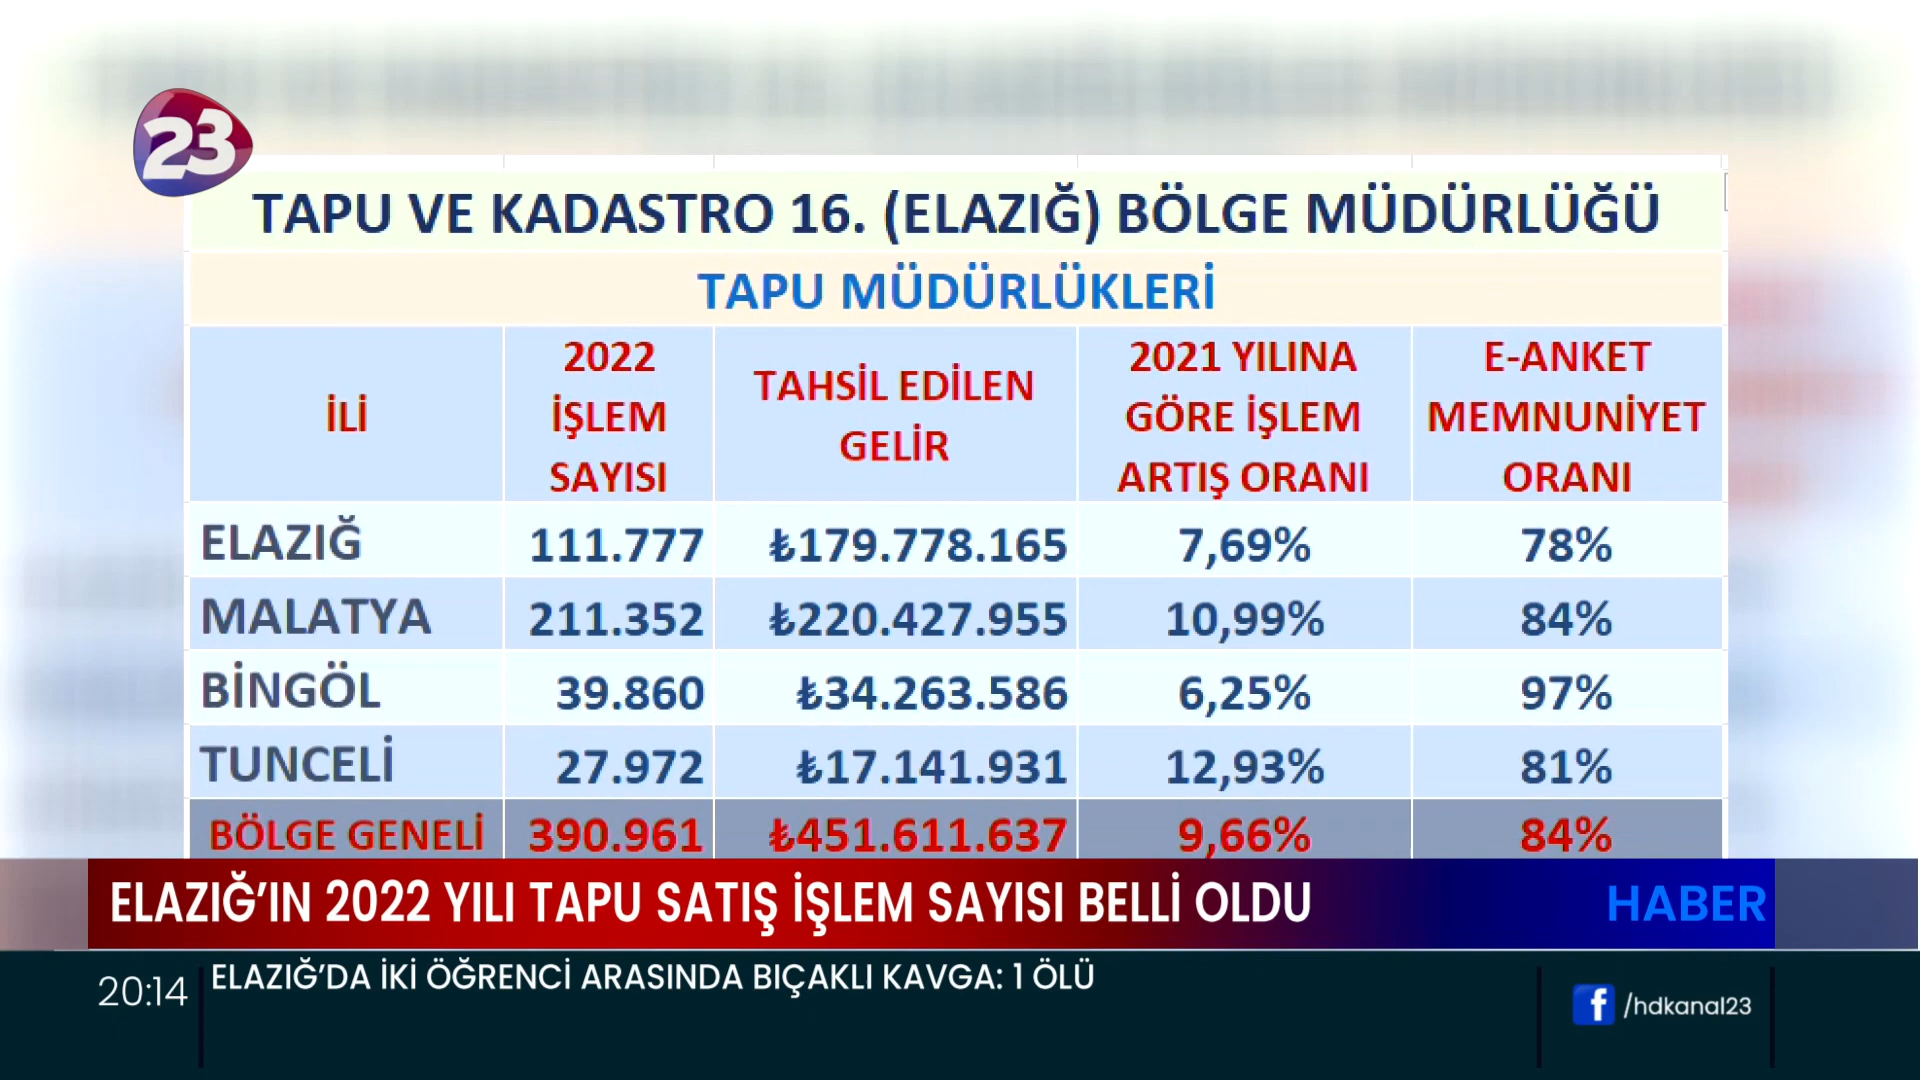 23
TAPU VE KADASTRO 16. (ELAZIĞ) BÖLGE MÜDÜRLÜĞÜ
TAPU MÜDÜRLÜKLERİ
İLİ
2022
İŞLEM
SAYISI
TAHSİL EDİLEN
GELİR
2021 YILINA
GÖRE İŞLEM
ARTIŞ ORANI
E-ANKET
MEMNUNİYET
ORANI
ELAZIĞ 111.777 ₺179.778.165 7,69% 78%
MALATYA 211.352 ₺220.427.955 10,99% 84%
BİNGÖL 39.860 ₺34.263.586 6,25% 97%
TUNCELİ 27.972 ₺17.141.931 12,93% 81%
BÖLGE GENELİ 390.961 ₺451.611.637 9,66% 84%
ELAZIĞ'IN 2022 YILI TAPU SATIŞ İŞLEM SAYISI BELLİ OLDU HABER
20:14 ELAZIĞ'DA İKİ ÖĞRENCİ ARASINDA BIÇAKLI KAVGA: 1 ÖLÜ
f /hdkanal23